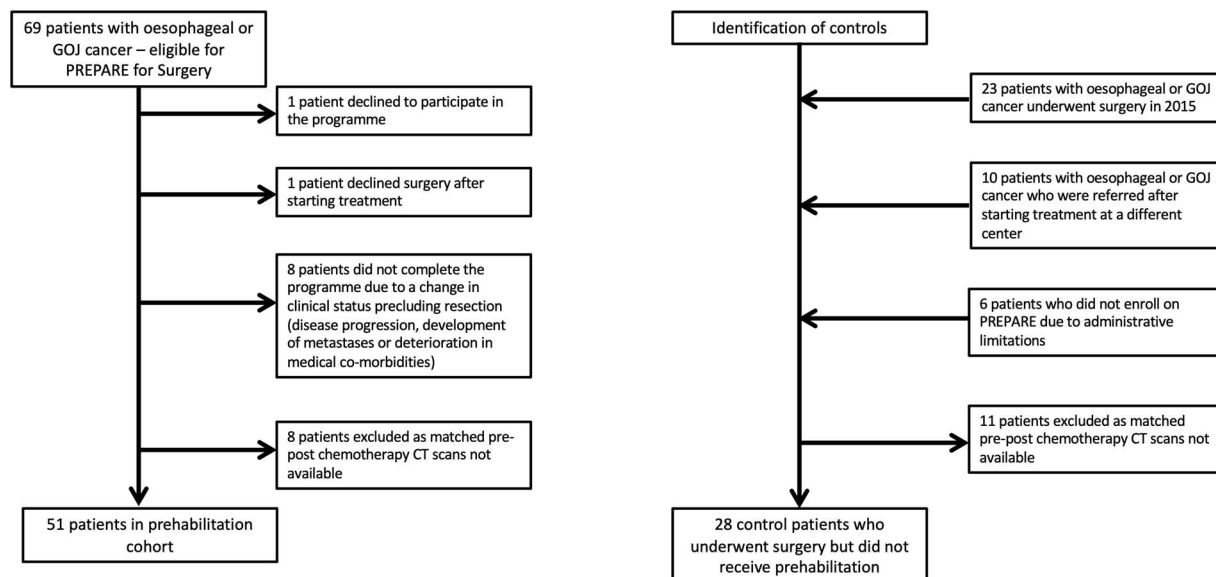 69 patients with oesophageal or
GOJ cancer – eligible for
PREPARE for Surgery
1 patient declined to participate in
the programme
1 patient declined surgery after
starting treatment
8 patients did not complete the
programme due to a change in
clinical status precluding resection
(disease progression, development
of metastases or deterioration in
medical co-morbidities)
8 patients excluded as matched pre-
post chemotherapy CT scans not
available
51 patients in prehabilitation
cohort
Identification of controls
23 patients with oesophageal or GOJ
cancer underwent surgery in 2015
10 patients with oesophageal or GOJ
cancer who were referred after
starting treatment at a different
center
6 patients who did not enroll on
PREPARE due to administrative
limitations
11 patients excluded as matched
pre-post chemotherapy CT scans not
available
28 control patients who
underwent surgery but did not
receive prehabilitation